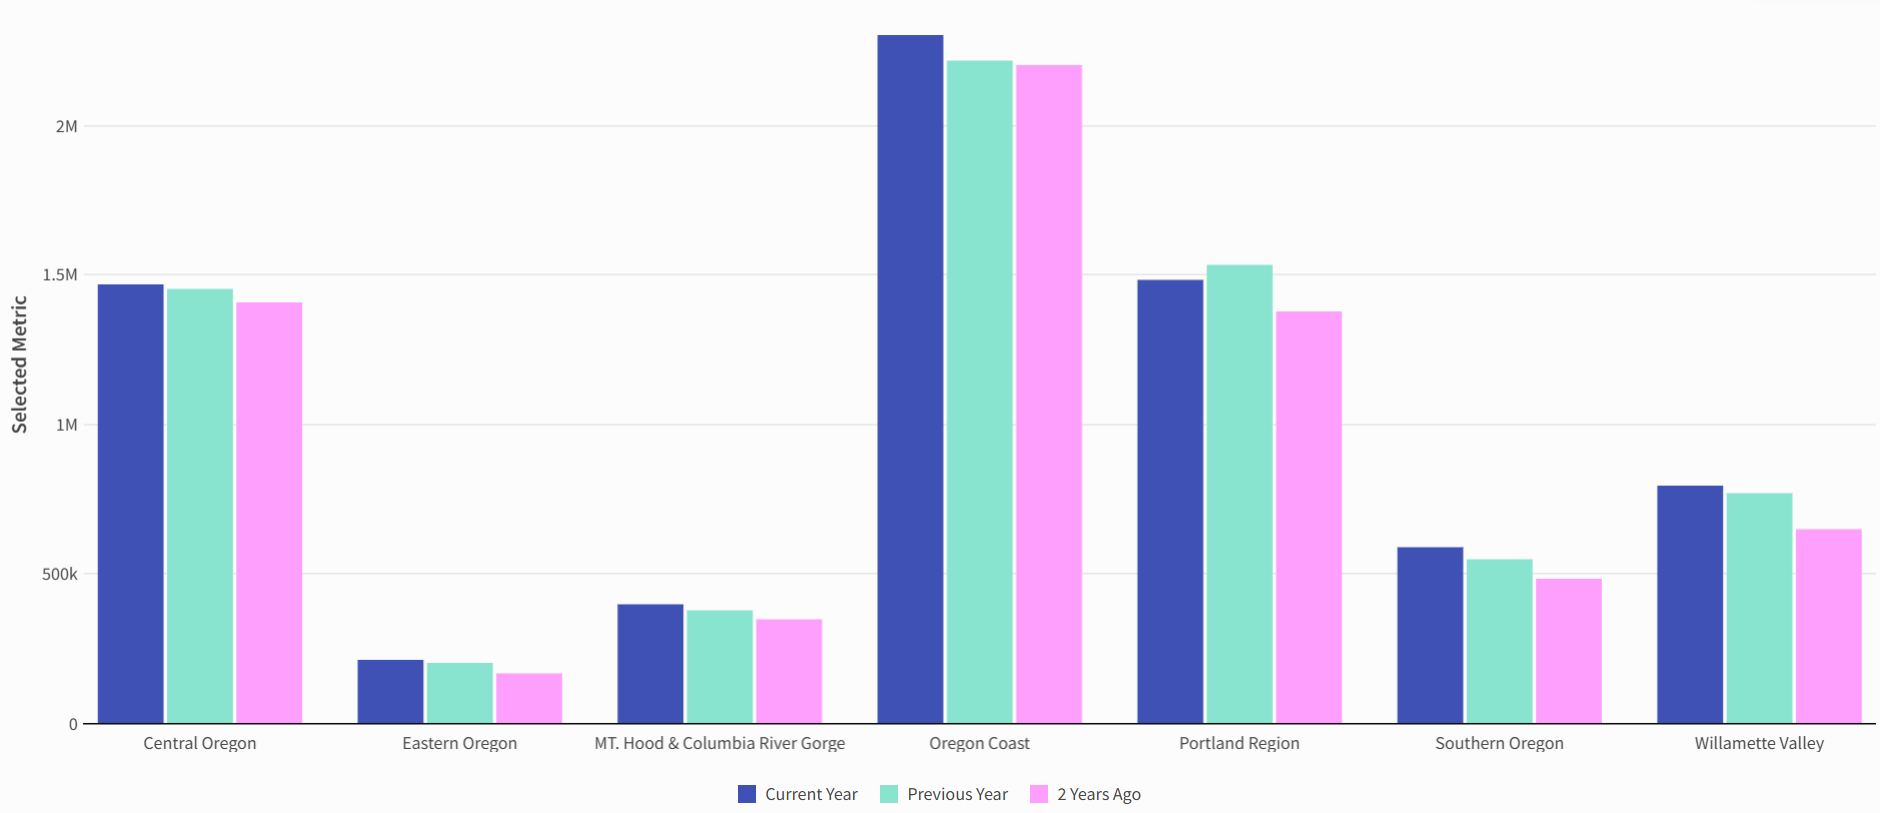 Selected Metric
2M
1.5M
1M
500k
0
Central Oregon
Eastern Oregon
MT. Hood & Columbia River Gorge
Oregon Coast
Portland Region
Southern Oregon
Willamette Valley
Current Year
Previous Year
2 Years Ago